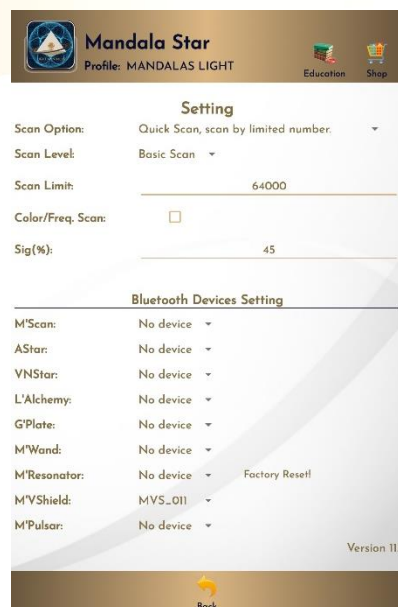 Mandala Star
Profile: MANDALAS LIGHT
Education Shop
Setting
Scan Option: Quick Scan, scan by limited number.
Scan Level: Basic Scan
Scan Limit: 64000
Color/Freq. Scan:
Sig(%): 45
Bluetooth Devices Setting
M'Scan: No device
AStar: No device
VNStar: No device
L'Alchemy: No device
G'Plate: No device
M'Wand: No device
M'Resonator: No device Factory Reset!
M'VShield: MVS_011
M'Pulsar: No device
Version 11.
Back